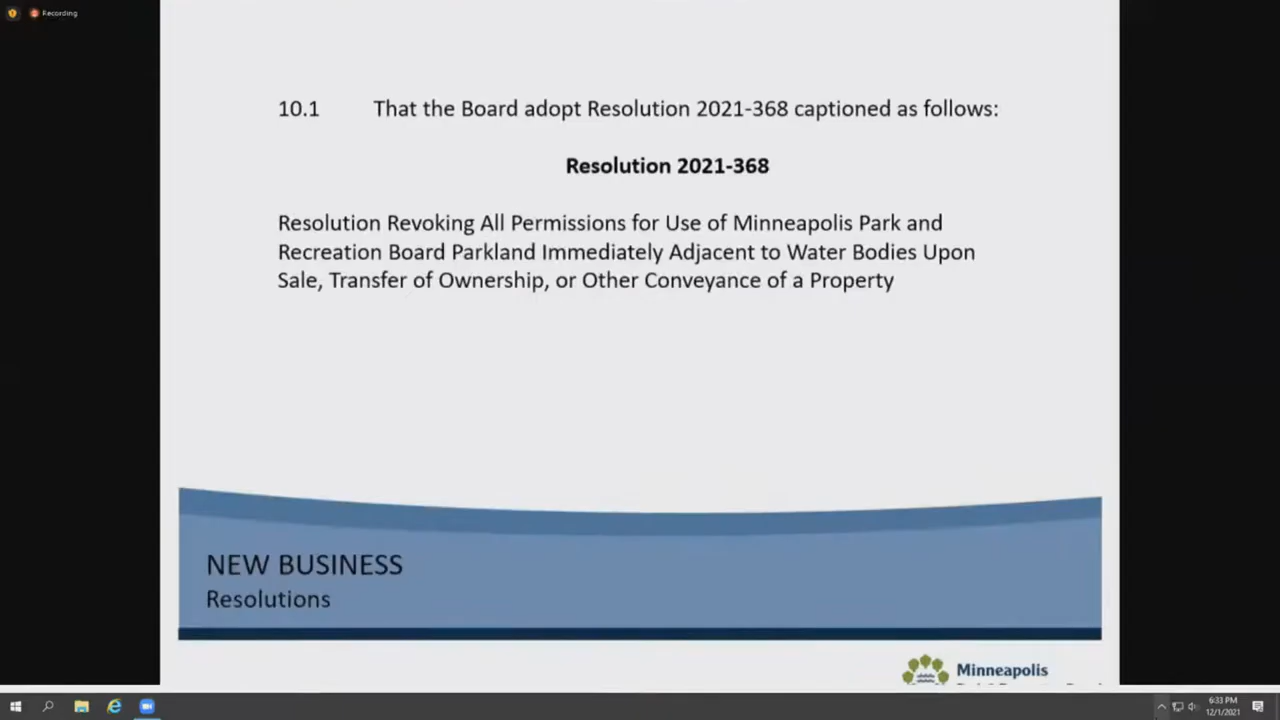 Recording
10.1 That the Board adopt Resolution 2021-368 captioned as follows:
Resolution 2021-368
Resolution Revoking All Permissions for Use of Minneapolis Park and
Recreation Board Parkland Immediately Adjacent to Water Bodies Upon
Sale, Transfer of Ownership, or Other Conveyance of a Property
NEW BUSINESS
Resolutions
Minneapolis
6:33 PM
12/1/2021